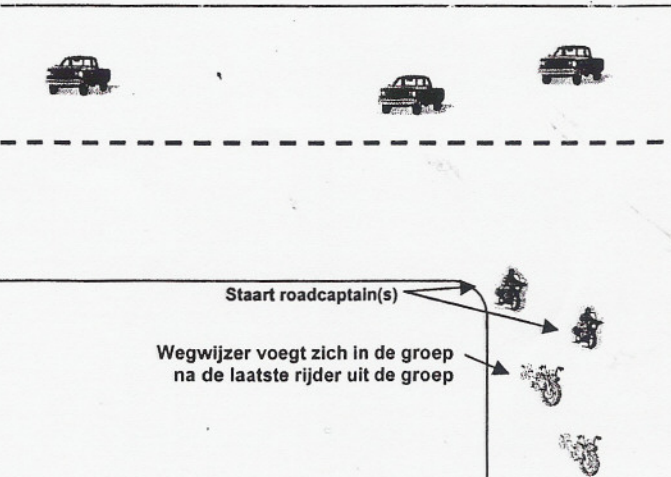 Staart roadcaptain(s)
Wegwijzer voegt zich in de groep
na de laatste rijder uit de groep